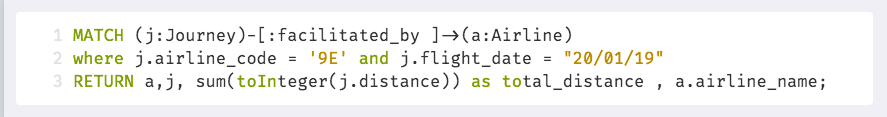 1 MATCH (j:Journey)-[:facilitated_by ]->(a:Airline)
2 where j.airline_code = '9E' and j.flight_date = "20/01/19"
3 RETURN a,j, sum(toInteger(j.distance)) as total_distance , a.airline_name;